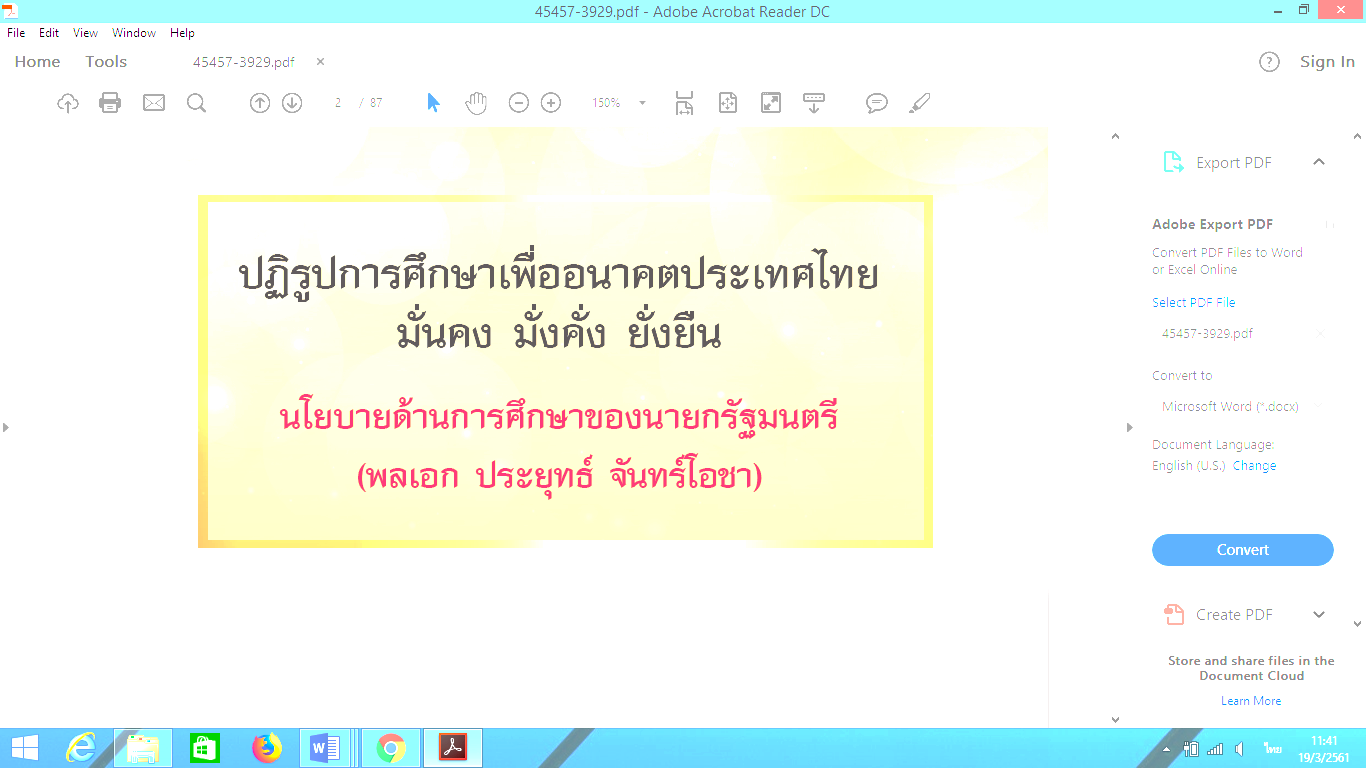 45457-3929.pdf - Adobe Acrobat Reader DC
File Edit View Window Help
Home Tools 45457-3929.pdf × Sign In
2 / 87 150%
ปฏิรูปการศึกษาเพื่ออนาคตประเทศไทย
มั่นคง มั่งคั่ง ยั่งยืน
นโยบายด้านการศึกษาของนายกรัฐมนตรี
(พลเอก ประยุทธ์ จันทร์โอชา)
Export PDF
Adobe Export PDF
Convert PDF Files to Word
or Excel Online
Select PDF File
45457-3929.pdf
Convert to
Microsoft Word (*.docx)
Document Language:
English (U.S.) Change
Convert
Create PDF
Store and share files in the
Document Cloud
Learn More
ไทย
11:41
19/3/2561